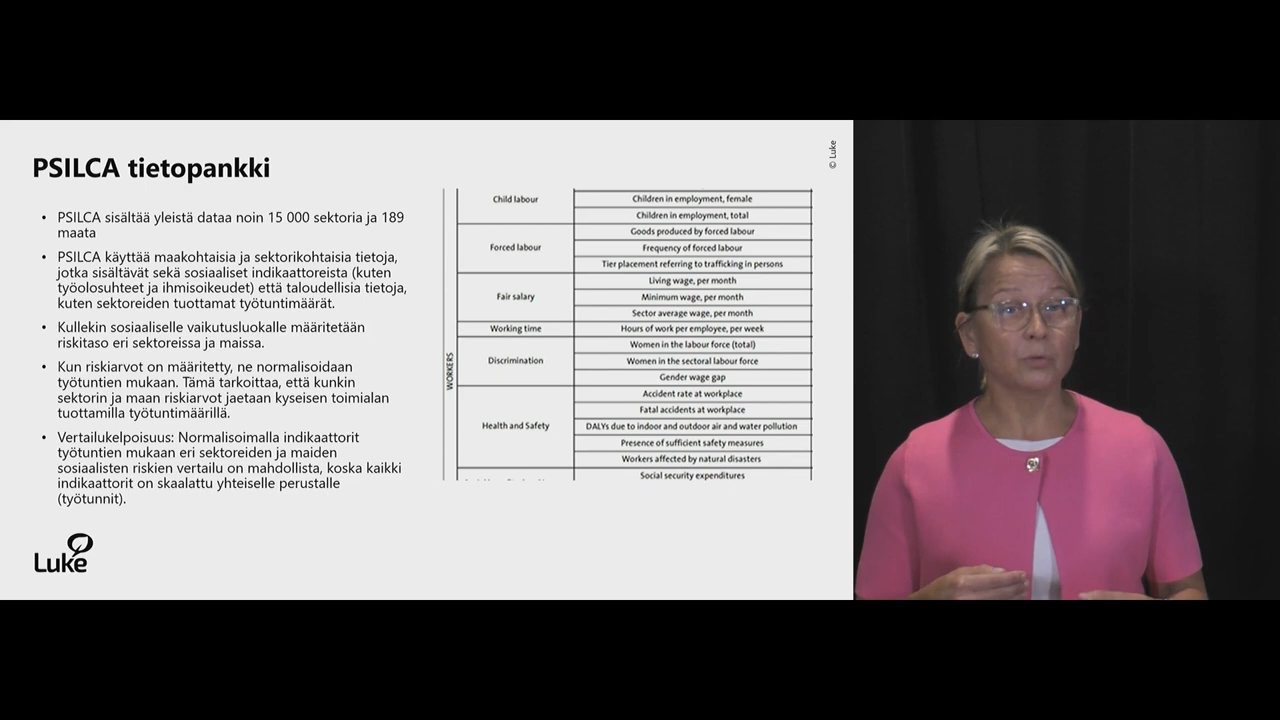 PSILCA tietopankki
© Luke
• PSILCA sisältää yleistä dataa noin 15 000 sektoria ja 189
maata
• PSILCA käyttää maakohtaisia ja sektorikohtaisia tietoja,
jotka sisältävät sekä sosiaaliset indikaattoreista (kuten
työolosuhteet ja ihmisoikeudet) että taloudellisia tietoja,
kuten sektoreiden tuottamat työtuntimäärät.
• Kullekin sosiaaliselle vaikutusluokalle määritetään
riskitaso eri sektoreissa ja maissa.
• Kun riskiarvot on määritetty, ne normalisoidaan
työtuntien mukaan. Tämä tarkoittaa, että kunkin
sektorin ja maan riskiarvot jaetaan kyseisen toimialan
tuottamilla työtuntimäärillä.
• Vertailukelpoisuus: Normalisoimalla indikaattorit
työtuntien mukaan eri sektoreiden ja maiden
sosiaalisten riskien vertailu on mahdollista, koska kaikki
indikaattorit on skaalattu yhteiselle perustalle
(työtunnit).
WORKERS
Child labour
Children in employment, female
Children in employment, total
Forced labour
Goods produced by forced labour
Frequency of forced labour
Tier placement referring to trafficking in persons
Fair salary
Living wage, per month
Minimum wage, per month
Sector average wage, per month
Working time
Hours of work per employee, per week
Discrimination
Women in the labour force (total)
Women in the sectoral labour force
Gender wage gap
Health and Safety
Accident rate at workplace
Fatal accidents at workplace
DALYs due to indoor and outdoor air and water pollution
Presence of sufficient safety measures
Workers affected by natural disasters
Social security expenditures
Luke